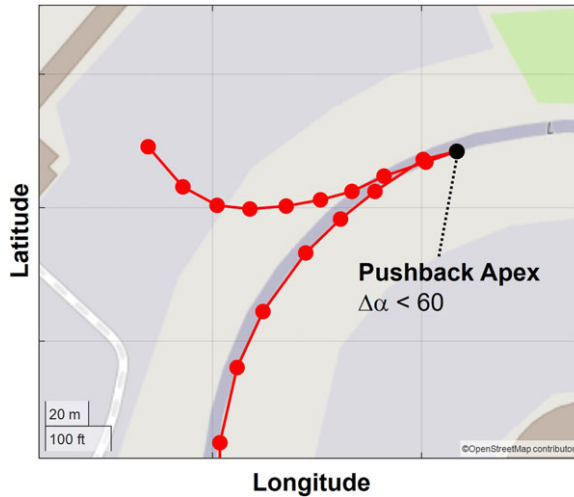 Latitude
L
Pushback Apex
Δα < 60
20 m
100 ft
©OpenStreetMap contributor
Longitude